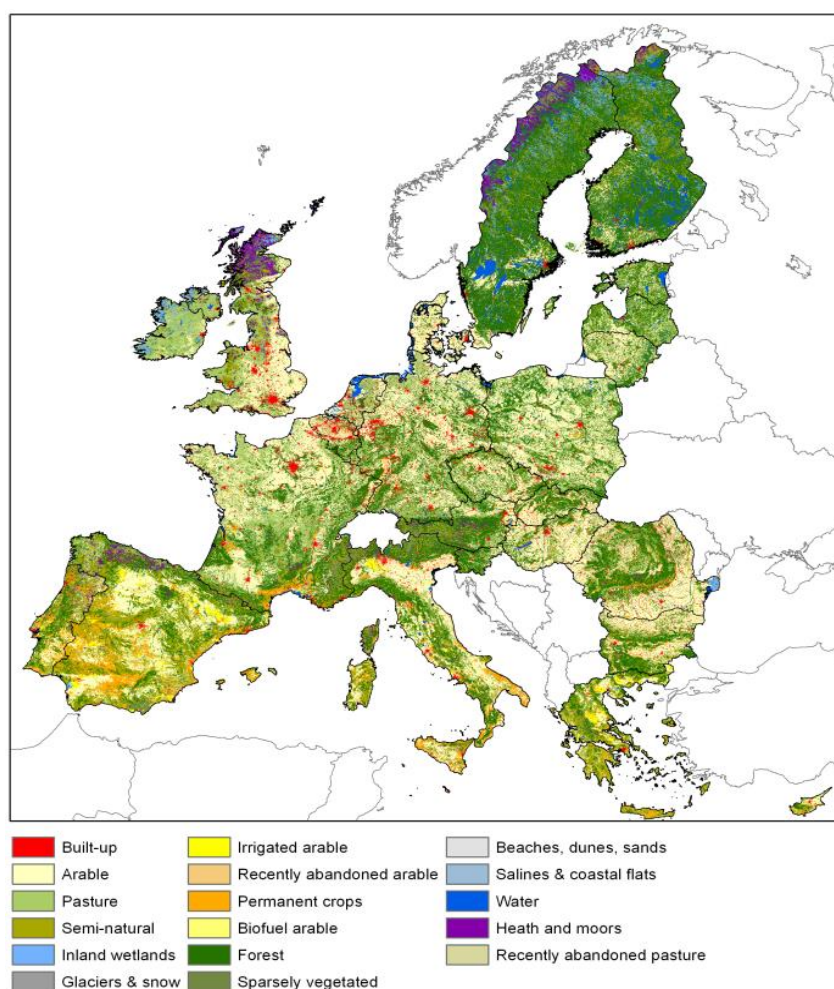 Built-up
Arable
Pasture
Semi-natural
Inland wetlands
Glaciers & snow
Irrigated arable
Recently abandoned arable
Permanent crops
Biofuel arable
Forest
Sparsely vegetated
Beaches, dunes, sands
Salines & coastal flats
Water
Heath and moors
Recently abandoned pasture